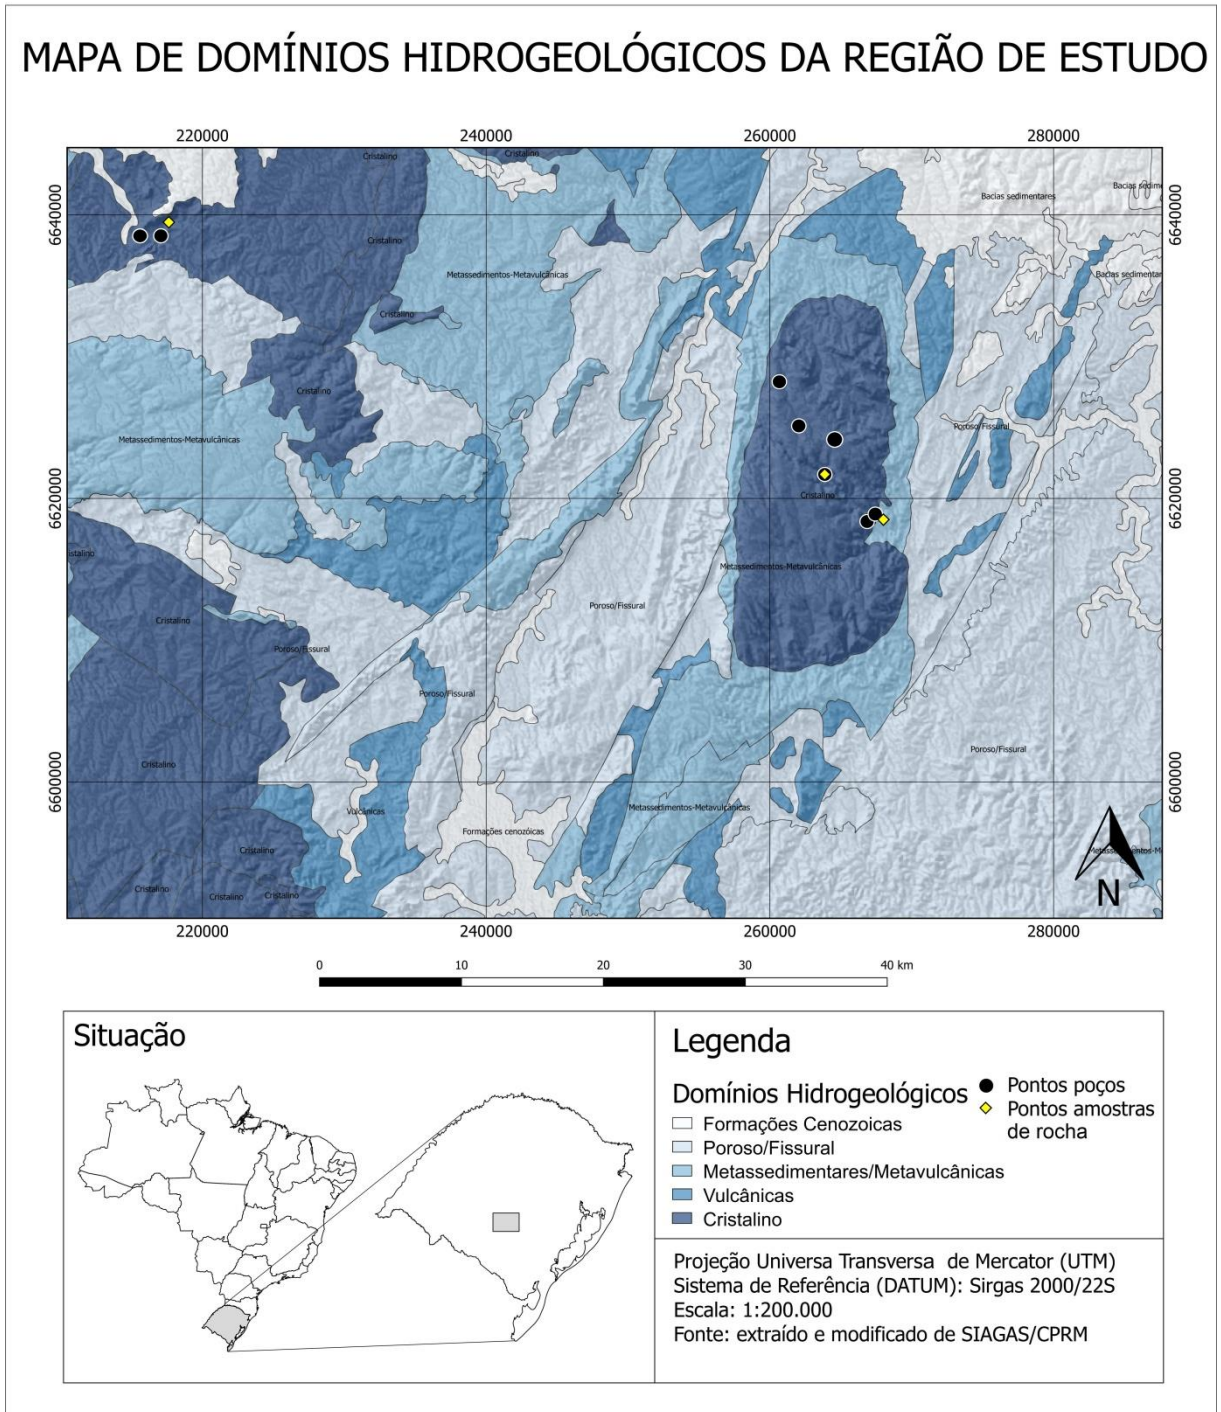 MAPA DE DOMÍNIOS HIDROGEOLÓGICOS DA REGIÃO DE ESTUDO
220000 240000 260000 280000
Cristalino
Cristalino
Bacias sedimentares
6640000
6640000
Cristalino
Metassedimentos-Metavulcânicas
Cristalino
Cristalino
Metassedimentos-Metavulcânicas
Poroso/Fissural
Cristalino
6620000
6620000
Metassedimentos-Metavulcânicas
Poroso/Fissural
Cristalino
Poroso/Fissural
Poroso/Fissural
Poroso/Fissural
Cristalino
6600000
6600000
Vulcânicas
Metassedimentos-Metavulcânicas
Formações cenozóicas
Cristalino
Cristalino
Cristalino
Cristalino
N
220000 240000 260000 280000
0 10 20 30 40 km
Situação
Legenda
Domínios Hidrogeológicos
Formações Cenozoicas
Poroso/Fissural
Metassedimentares/Metavulcânicas
Vulcânicas
Cristalino
Pontos poços
Pontos amostras
de rocha
Projeção Universa Transversa de Mercator (UTM)
Sistema de Referência (DATUM): Sirgas 2000/22S
Escala: 1:200.000
Fonte: extraído e modificado de SIAGAS/CPRM